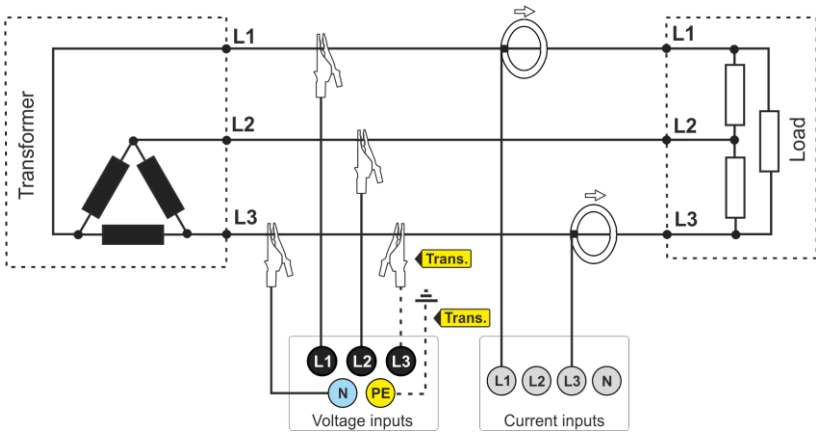 Transformer
L1
L1
L2
L2
L3
L3
Load
Trans.
Trans.
L1
L2
L3
N
PE
Voltage inputs
L1
L2
L3
N
Current inputs